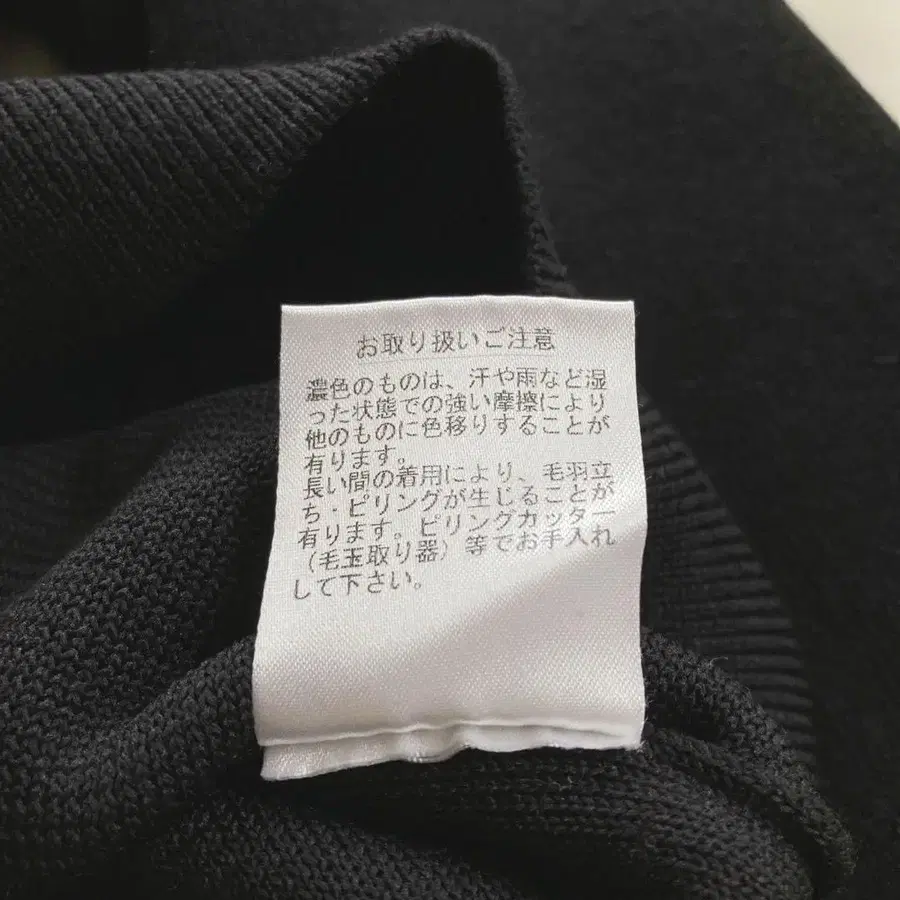 お取り扱いご注意
濃色のものは、汗や雨など湿
った状態での強い摩擦により
他のものに色移りすることが
有ります。
長い間の着用により、毛羽立
ち・ピリングが生じることが
有ります。ピリングカッター
（毛玉取り器）等でお手入れ
して下さい。